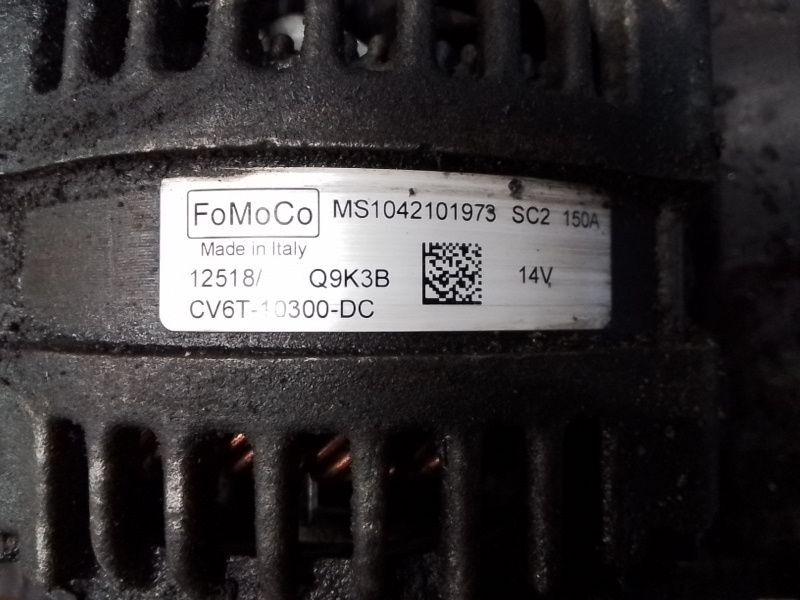 FoMoCo MS1042101973 SC2 150A
Made in Italy
12518/ Q9K3B 14V
CV6T-10300-DC